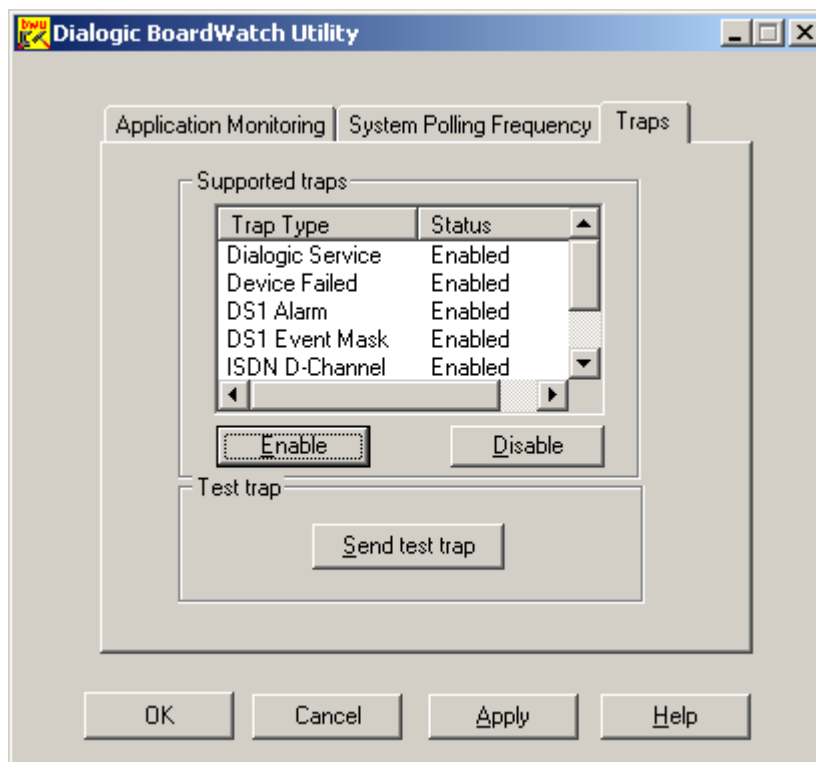 DWU Dialogic BoardWatch Utility
Application Monitoring System Polling Frequency Traps
Supported traps
Trap Type Status
Dialogic Service Enabled
Device Failed Enabled
DS1 Alarm Enabled
DS1 Event Mask Enabled
ISDN D-Channel Enabled
Enable Disable
Test trap
Send test trap
OK Cancel Apply Help